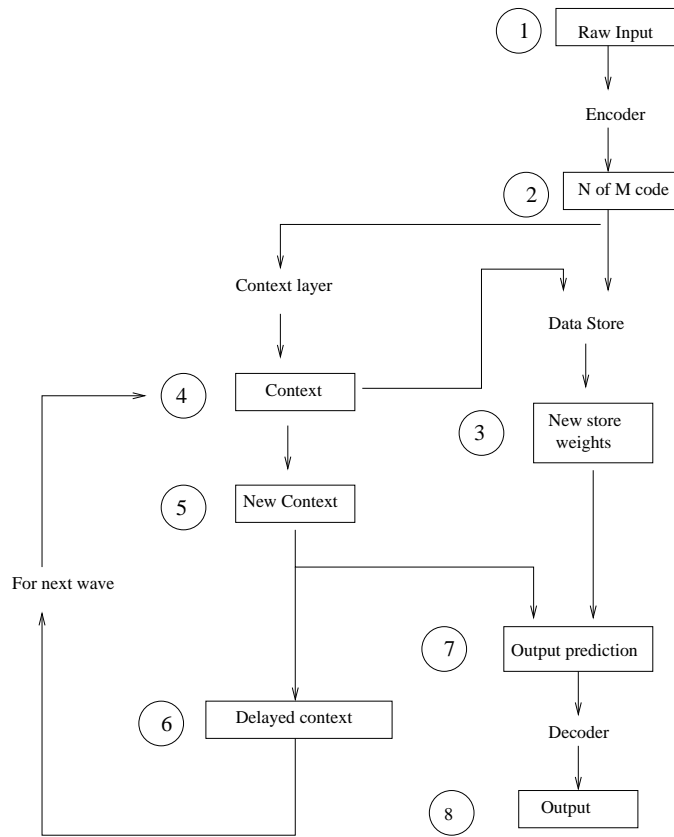 1
Raw Input
Encoder
2
N of M code
Context layer
Data Store
4
Context
3
New store
weights
5
New Context
For next wave
7
Output prediction
6
Delayed context
Decoder
8
Output